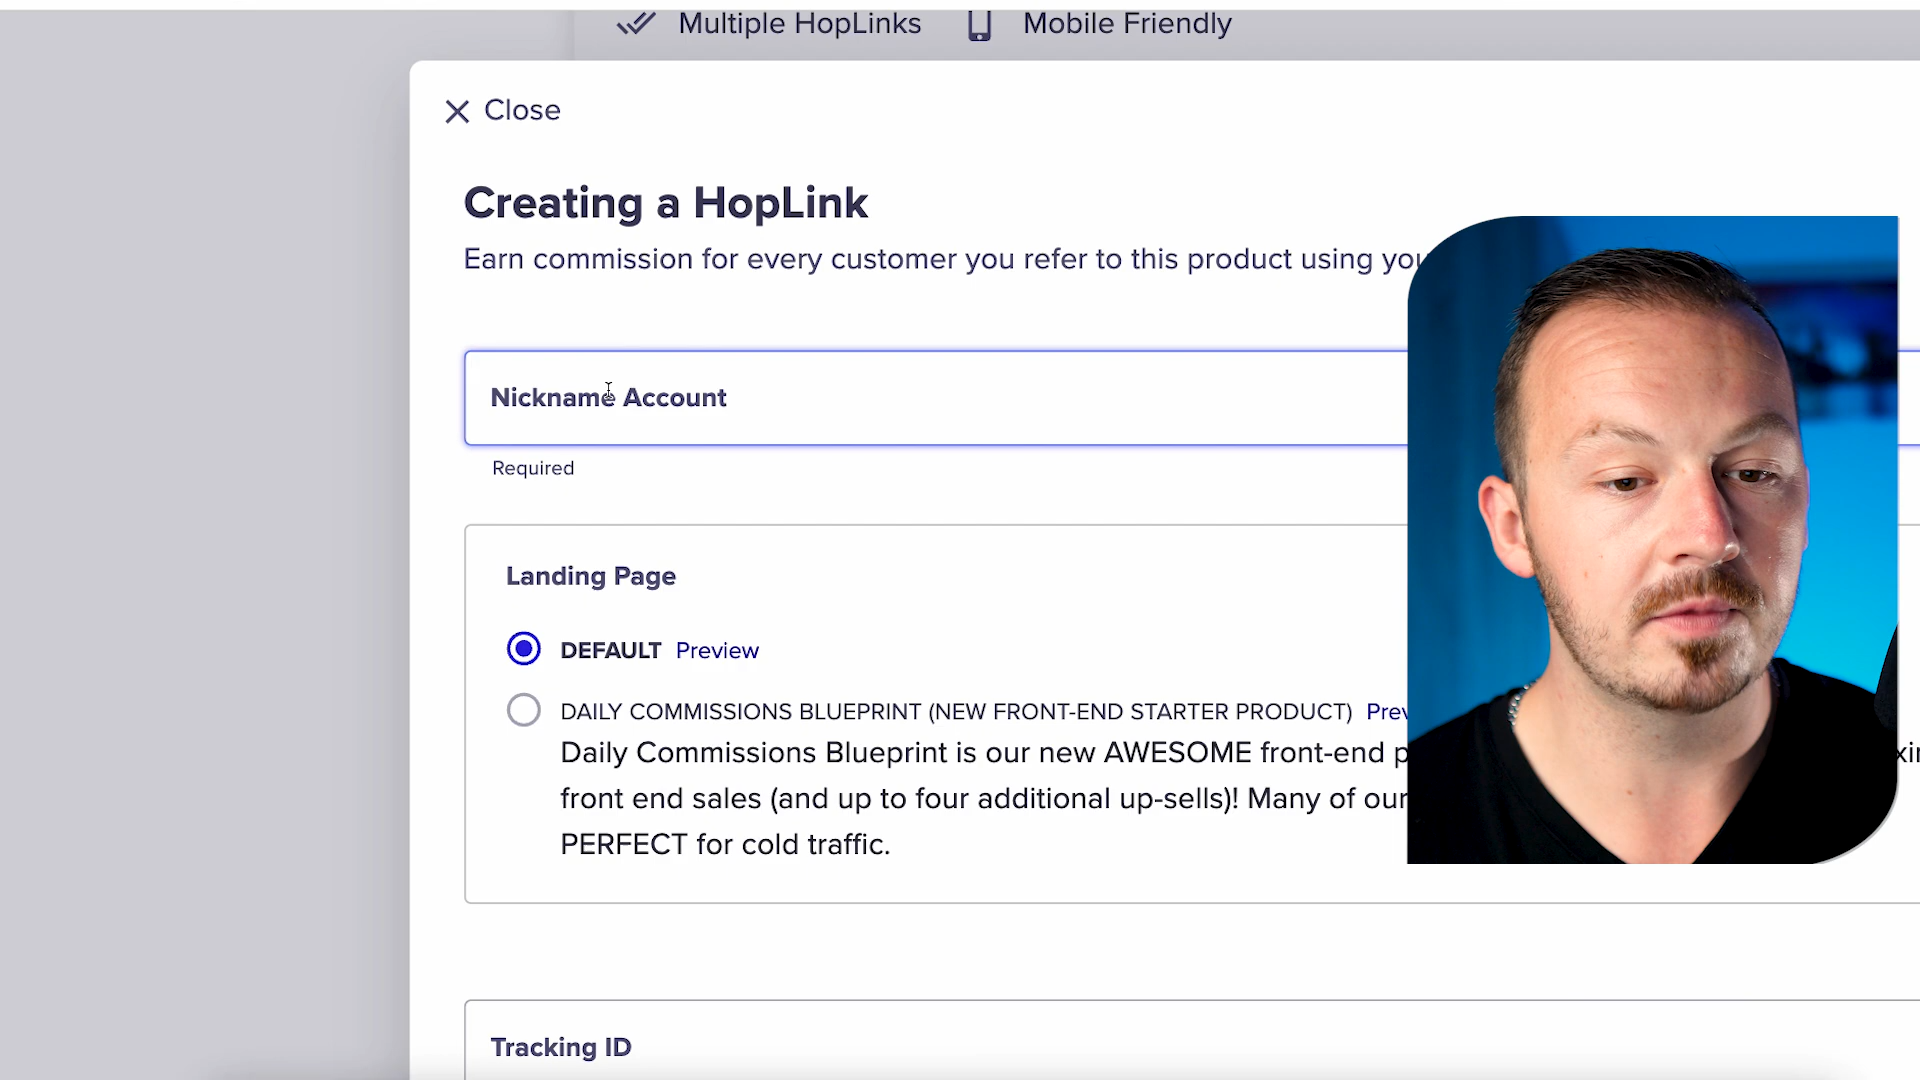 Multiple HopLinks Mobile Friendly
Close
Creating a HopLink
Earn commission for every customer you refer to this product using
Nickname Account
Required
Landing Page
DEFAULT Preview
DAILY COMMISSIONS BLUEPRINT (NEW FRONT-END STARTER PRODUCT)
Daily Commissions Blueprint is our new AWESOME front-end
front end sales (and up to four additional up-sells)! Many of our
PERFECT for cold traffic.
Tracking ID